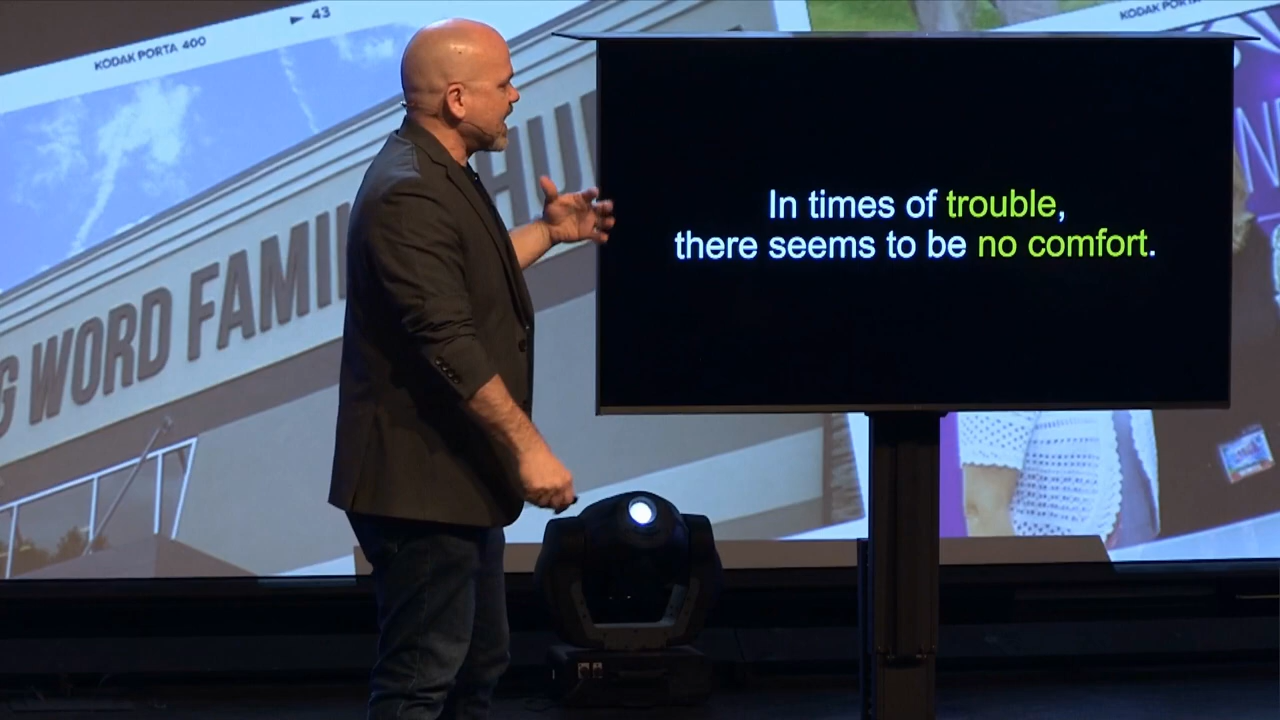 KODAK PORTA 400
43
KODAK PORTA
WORD FAMI
HU
In times of trouble,
there seems to be no comfort.